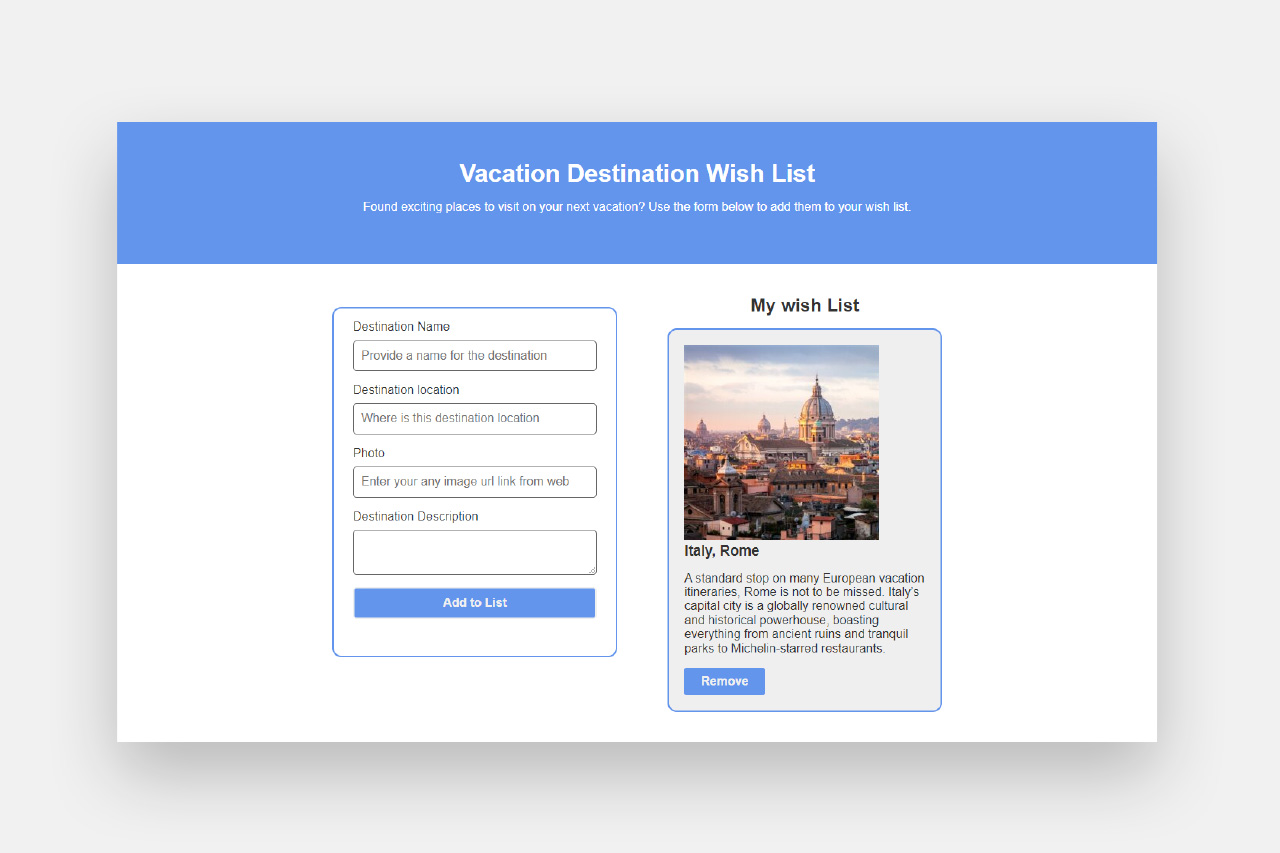 Vacation Destination Wish List
Found exciting places to visit on your next vacation? Use the form below to add them to your wish list.
Destination Name
Provide a name for the destination
Destination location
Where is this destination location
Photo
Enter your any image url link from web
Destination Description
Add to List
My wish List
Italy, Rome
A standard stop on many European vacation
itineraries, Rome is not to be missed. Italy's
capital city is a globally renowned cultural
and historical powerhouse, boasting
everything from ancient ruins and tranquil
parks to Michelin-starred restaurants.
Remove